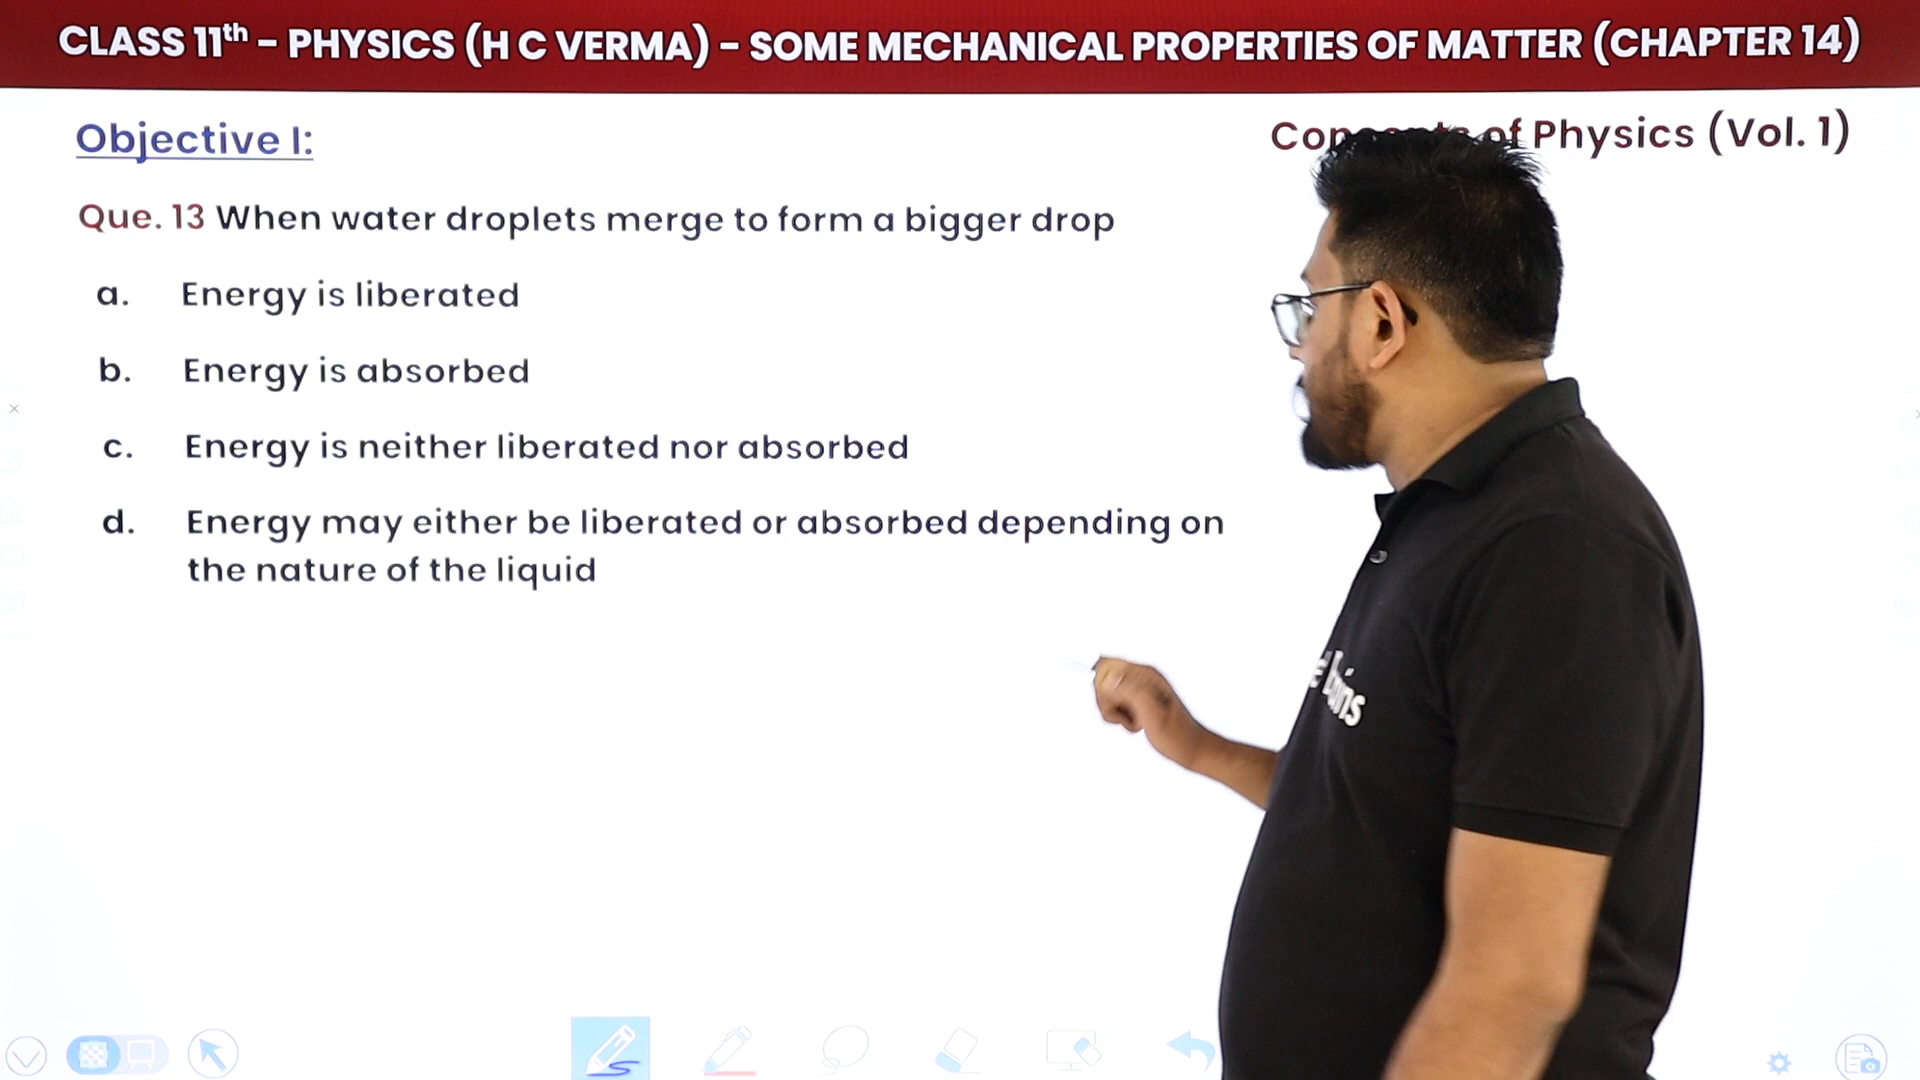 CLASS 11th - PHYSICS (H C VERMA) - SOME MECHANICAL PROPERTIES OF MATTER (CHAPTER 14)
Objective I:
of Physics (Vol. 1)
Que. 13 When water droplets merge to form a bigger drop
a. Energy is liberated
b. Energy is absorbed
c. Energy is neither liberated nor absorbed
d. Energy may either be liberated or absorbed depending on
the nature of the liquid